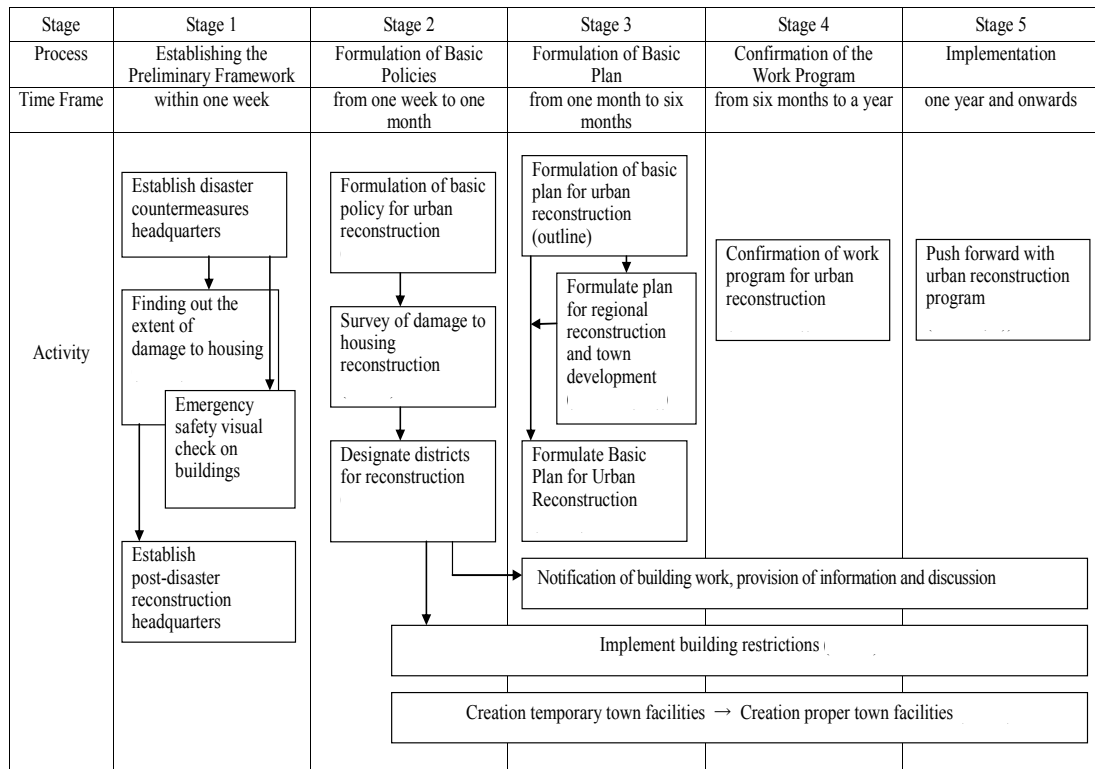 Stage
Stage 1
Stage 2
Stage 3
Stage 4
Stage 5
Process
Establishing the
Preliminary Framework
Formulation of Basic
Policies
Formulation of Basic
Plan
Confirmation of the
Work Program
Implementation
Time Frame
within one week
from one week to one
month
from one month to six
months
from six months to a year
one year and onwards
Activity
Establish disaster
countermeasures
headquarters
Finding out the
extent of
damage to housing
Emergency
safety visual
check on
buildings
Establish
post-disaster
reconstruction
headquarters
Formulation of basic
policy for urban
reconstruction
Survey of damage to
housing
reconstruction
Designate districts
for reconstruction
Formulation of basic
plan for urban
reconstruction
(outline)
Formulate plan
for regional
reconstruction
and town
development
Formulate Basic
Plan for Urban
Reconstruction
Confirmation of work
program for urban
reconstruction
Push forward with
urban reconstruction
program
Notification of building work, provision of information and discussion
Implement building restrictions (
Creation temporary town facilities → Creation proper town facilities